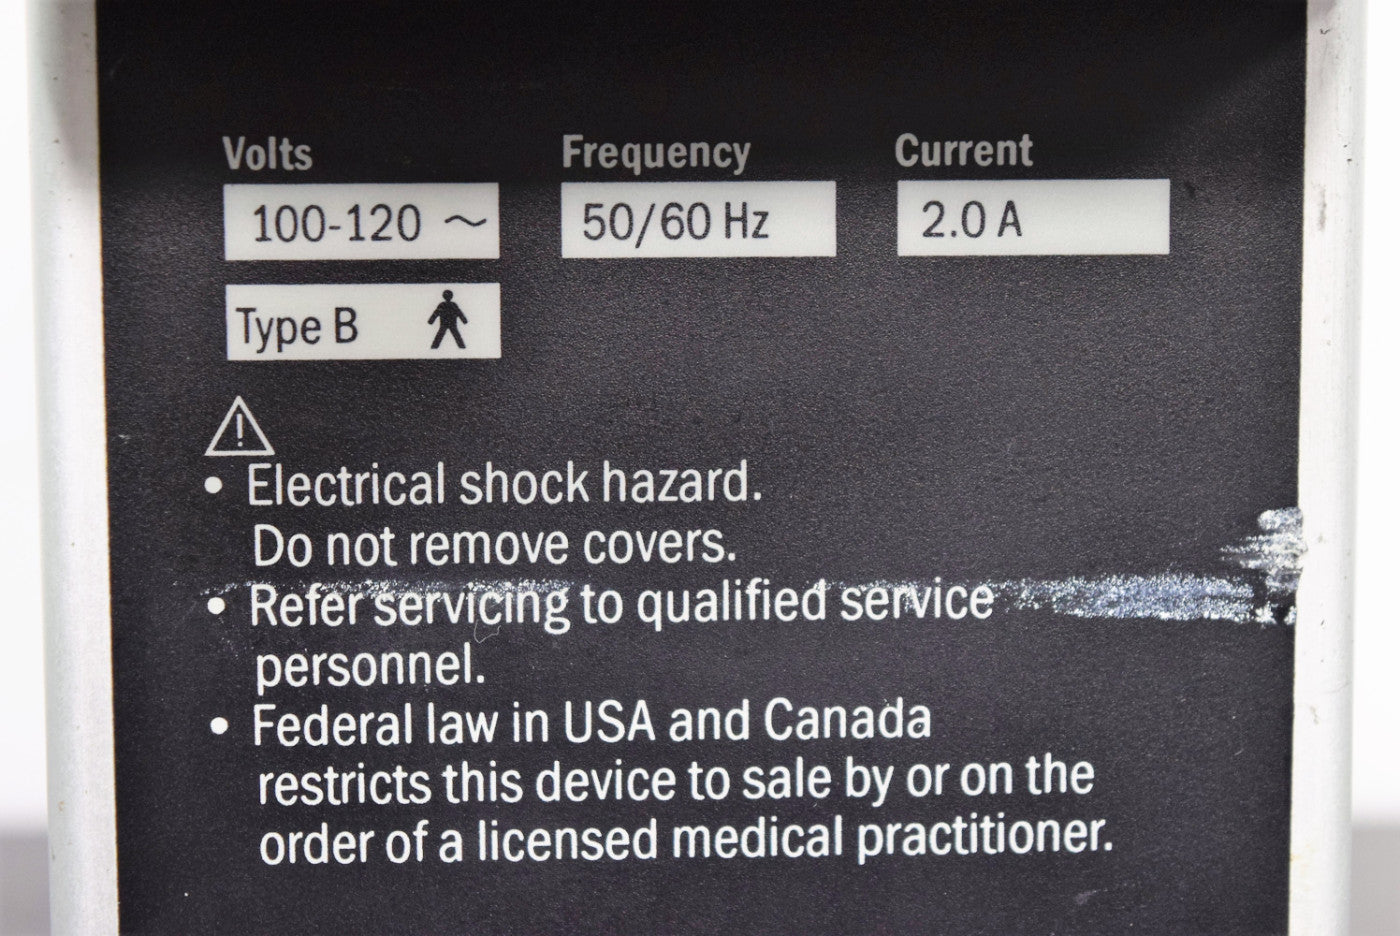 Volts Frequency Current
100-120 ~ 50/60 Hz 2.0 A
Type B
• Electrical shock hazard.
Do not remove covers.
• Refer servicing to qualified service
personnel.
• Federal law in USA and Canada
restricts this device to sale by or on the
order of a licensed medical practitioner.